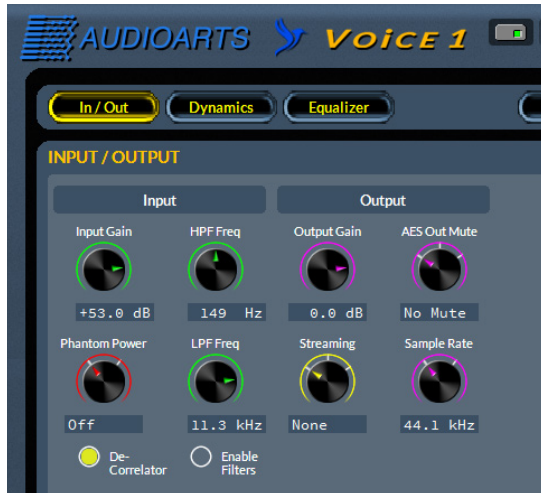 AUDIOARTS VOiCE 1
In / Out Dynamics Equalizer
INPUT / OUTPUT
Input Output
Input Gain HPF Freq Output Gain AES Out Mute
+53.0 dB 149 Hz 0.0 dB No Mute
Phantom Power LPF Freq Streaming Sample Rate
Off 11.3 kHz None 44.1 kHz
De-
Correlator
Enable
Filters